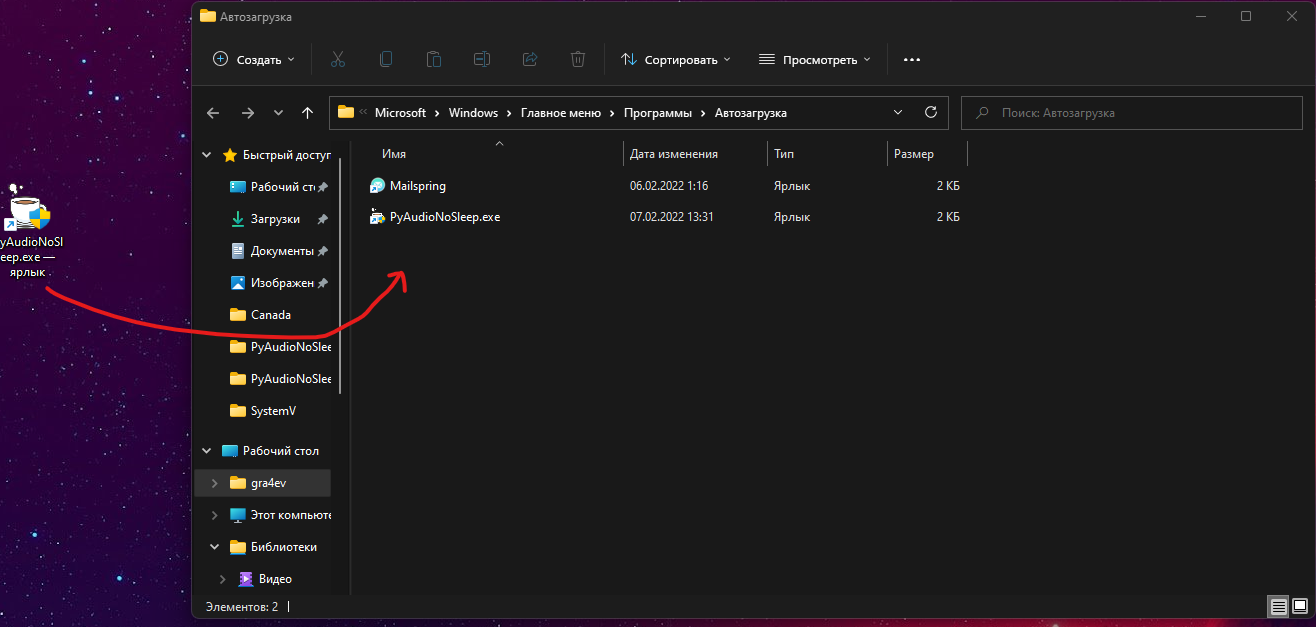 Автозагрузка
Создать
Сортировать
Просмотреть
Microsoft
Windows
Главное меню
Программы
Автозагрузка
Поиск: Автозагрузка
Имя
Дата изменения
Тип
Размер
Mailspring
06.02.2022 1:16
Ярлык
2 КБ
PyAudioNoSleep.exe
07.02.2022 13:31
Ярлык
2 КБ
Быстрый доступ
Рабочий сто
Загрузки
Документы
Изображен
Canada
PyAudioNoSlee
PyAudioNoSlee
SystemV
Рабочий стол
gra4ev
Этот компьюте
Библиотеки
Видео
Элементов: 2
yAudioNoSl
eep.exe —
ярлык